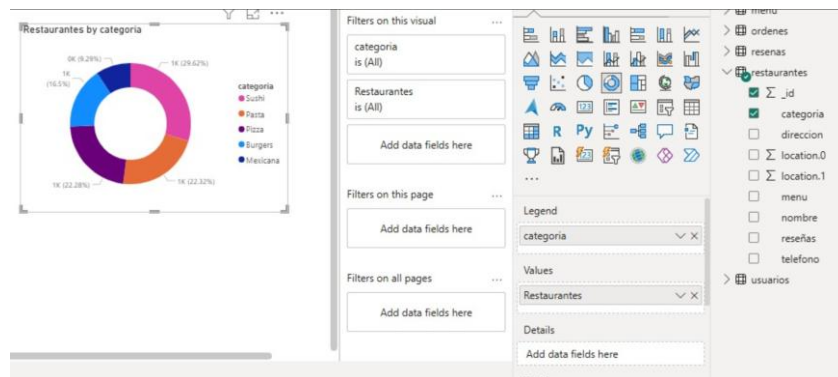 Restaurantes by categoria
0K (9.28%)
1K (29.62%)
1K
(16.5%)
1K (22.28%)
1K (22.32%)
categoria
Sushi
Pasta
Pizza
Burgers
Mexicana
Filters on this visual
...
categoria
is (All)
Restaurantes
is (All)
Add data fields here
Filters on this page
...
Add data fields here
Filters on all pages
...
Add data fields here
123
R
Py
...
Legend
categoria
Values
Restaurantes
Details
Add data fields here
menu
ordenes
resenas
restaurantes
Σ _id
categoria
direccion
Σ location.0
Σ location.1
menu
nombre
reseñas
telefono
usuarios